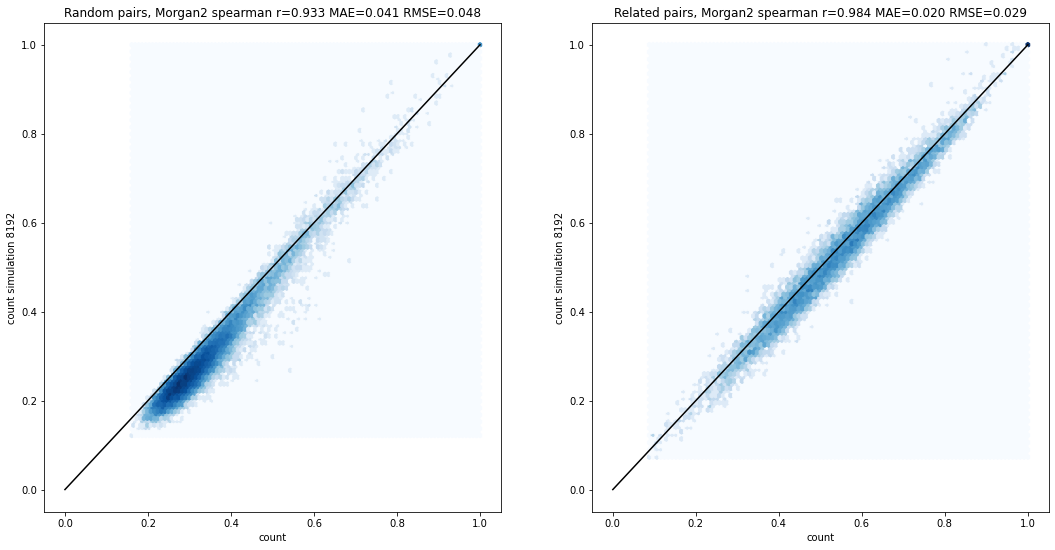 Random pairs, Morgan2 spearman r=0.933 MAE=0.041 RMSE=0.048
1.0
0.8
0.6
0.4
0.2
0.0
count simulation 8192
0.0 0.2 0.4 0.6 0.8 1.0
count
Related pairs, Morgan2 spearman r=0.984 MAE=0.020 RMSE=0.029
1.0
0.8
0.6
0.4
0.2
0.0
count simulation 8192
0.0 0.2 0.4 0.6 0.8 1.0
count